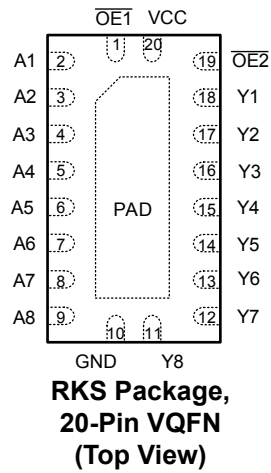 OE1 VCC
1 20
A1 2 19 OE2
A2 3 18 Y1
A3 4 17 Y2
A4 5 16 Y3
A5 6 15 Y4
PAD
A6 7 14 Y5
A7 8 13 Y6
A8 9 12 Y7
10 11
GND Y8
RKS Package,
20-Pin VQFN
(Top View)